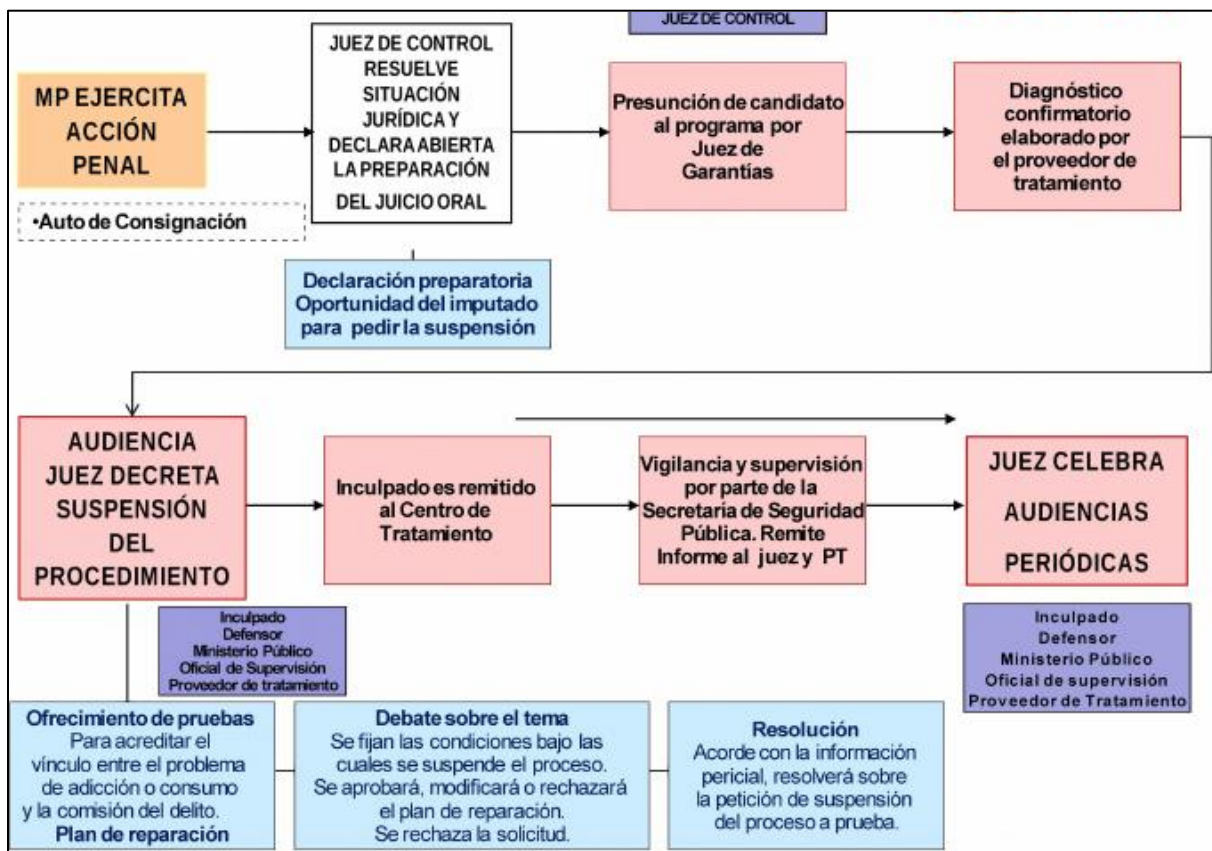 JUEZ DE CONTROL
MP EJERCITA
ACCIÓN
PENAL
•Auto de Consignación
JUEZ DE CONTROL
RESUELVE
SITUACIÓN
JURÍDICA Y
DECLARA ABIERTA
LA PREPARACIÓN
DEL JUICIO ORAL
Declaración preparatoria
Oportunidad del imputado
para pedir la suspensión
Presunción de candidato
al programa por
Juez de
Garantías
Diagnóstico
confirmatorio
elaborado por
el proveedor de
tratamiento
AUDIENCIA
JUEZ DECRETA
SUSPENSIÓN
DEL
PROCEDIMIENTO
Inculpado es remitido
al Centro de
Tratamiento
Vigilancia y supervisión
por parte de la
Secretaría de Seguridad
Pública. Remite
Informe al juez y PT
JUEZ CELEBRA
AUDIENCIAS
PERIÓDICAS
Inculpado
Defensor
Ministerio Público
Oficial de Supervisión
Proveedor de tratamiento
Inculpado
Defensor
Ministerio Público
Oficial de supervisión
Proveedor de Tratamiento
Ofrecimiento de pruebas
Para acreditar el
vínculo entre el problema
de adicción o consumo
y la comisión del delito.
Plan de reparación
Debate sobre el tema
Se fijan las condiciones bajo las
cuales se suspende el proceso.
Se aprobará, modificará o rechazará
el plan de reparación.
Se rechaza la solicitud.
Resolución
Acorde con la información
pericial, resolverá sobre
la petición de suspensión
del proceso a prueba.